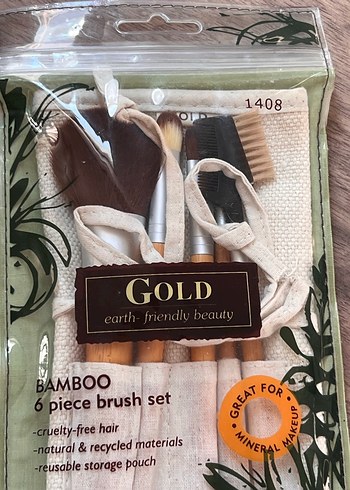 1408
GOLD
earth- friendly beauty
BAMBOO
6 piece brush set
-cruelty-free hair
-natural & recycled materials
-reusable storage pouch
• GREAT FOR •
MINERAL MAKEUP